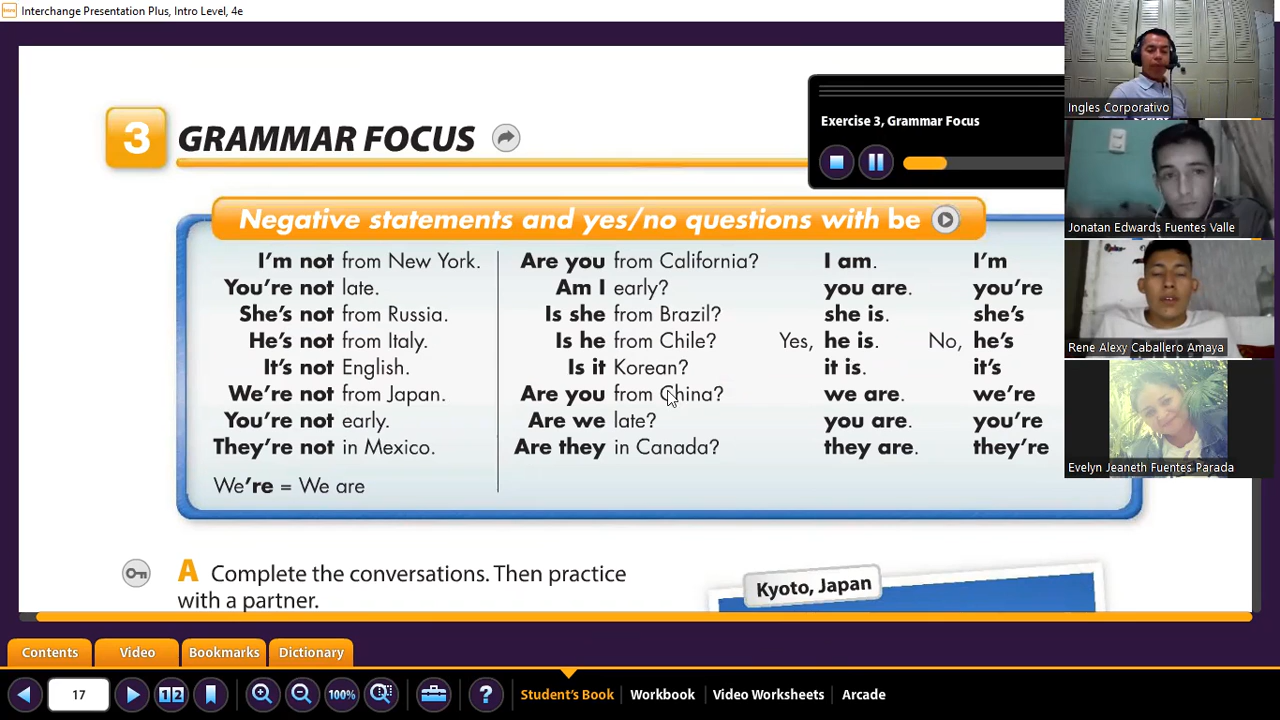 Interchange Presentation Plus, Intro Level, 4e
3 GRAMMAR FOCUS
Exercise 3, Grammar Focus
Negative statements and yes/no questions with be
I'm not from New York. Are you from California? I am. I'm
You're not late. Am I early? you are. you're
She's not from Russia. Is she from Brazil? she is. she's
He's not from Italy. Is he from Chile? Yes, he is. No, he's
It's not English. Is it Korean? it is. it's
We're not from Japan. Are you from China? we are. we're
You're not early. Are we late? you are. you're
They're not in Mexico. Are they in Canada? they are. they're
We're = We are
A Complete the conversations. Then practice
with a partner.
Kyoto, Japan
Ingles Corporativo
Jonatan Edwards Fuentes Valle
Rene Alexy Caballero Amaya
Evelyn Jeaneth Fuentes Parada
Contents Video Bookmarks Dictionary
17 1 2 100% ? Student's Book Workbook Video Worksheets Arcade